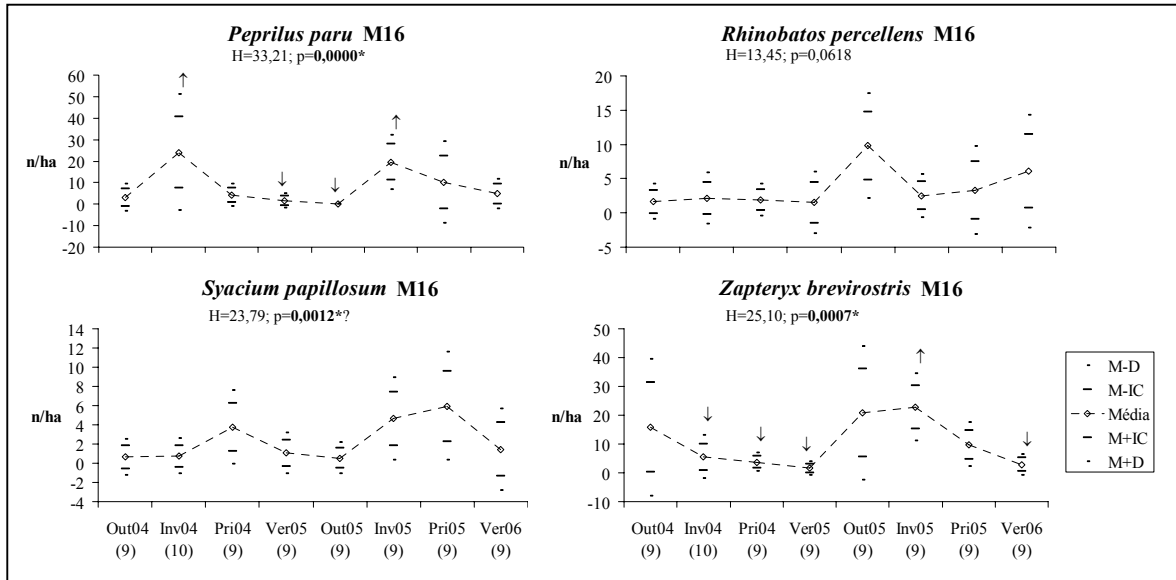 Peprilus paru M16
H=33,21; p=0,0000*
60
50
40
30
20
10
0
-10
-20
n/ha
↑
↓
↓
↑
Rhinobatos percellens M16
H=13,45; p=0,0618
20
15
10
5
0
-5
n/ha
Syacium papillosum M16
H=23,79; p=0,0012*?
14
12
10
8
6
4
2
0
-2
-4
n/ha
Out04 Inv04 Pri04 Ver05 Out05 Inv05 Pri05 Ver06
(9) (10) (9) (9) (9) (9) (9) (9)
Zapteryx brevirostris M16
H=25,10; p=0,0007*
50
40
30
20
10
0
-10
n/ha
↓
↓
↓
↑
↓
Out04 Inv04 Pri04 Ver05 Out05 Inv05 Pri05 Ver06
(9) (10) (9) (9) (9) (9) (9) (9)
M-D
M-IC
Média
M+IC
M+D